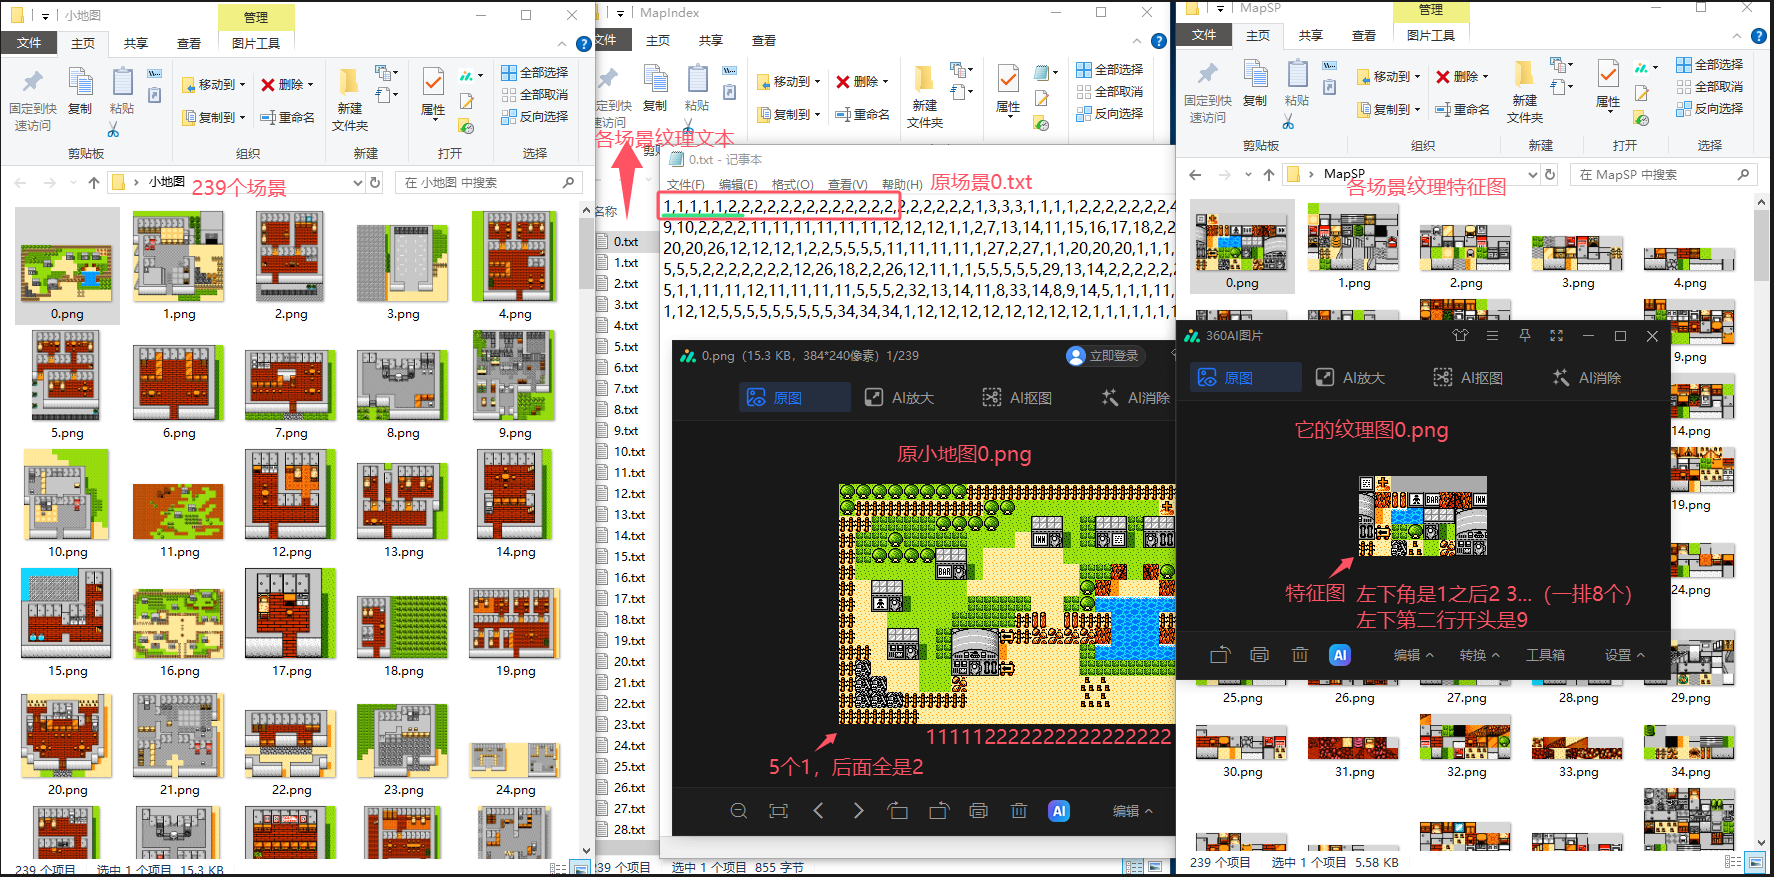 小地图
管理
文件
主页
共享
查看
图片工具
固定到快
速访问
复制
粘贴
移动到
复制到
删除
重命名
新建
文件夹
属性
全部选择
全部取消
反向选择
剪贴板
组织
新建
打开
选择
小地图
239个场景
在 小地图 中搜索
0.png
1.png
2.png
3.png
4.png
5.png
6.png
7.png
8.png
9.png
10.png
11.png
12.png
13.png
14.png
15.png
16.png
17.png
18.png
19.png
20.png
21.png
22.png
23.png
24.png
239个项目
选中 1 个项目 15.3 KB
MapIndex
文件
主页
共享
查看
定到快
速访问
复制
粘贴
移动到
复制到
删除
重命名
新建
文件夹
属性
全部选择
全部取消
反向选择
各场景纹理文本
名称
0.txt
1.txt
2.txt
3.txt
4.txt
5.txt
6.txt
7.txt
8.txt
9.txt
10.txt
11.txt
12.txt
13.txt
14.txt
15.txt
16.txt
17.txt
18.txt
19.txt
20.txt
21.txt
22.txt
23.txt
24.txt
25.txt
26.txt
27.txt
28.txt
39 个项目
选中 1 个项目 855 字节
0.txt - 记事本
文件(F) 编辑(E) 格式(O) 查看(V) 帮助(H)
原场景0.txt
1,1,1,1,1,2,2,2,2,2,2,2,2,2,2,2,2,2,2,2,2,2,2,2,1,3,3,3,1,1,1,1,2,2,2,2,2,2,2,4
9,10,2,2,2,2,11,11,11,11,11,11,12,12,12,1,1,2,7,13,14,11,15,16,17,18,2,2
20,20,26,12,12,12,1,2,2,5,5,5,5,11,11,11,11,1,27,2,27,1,1,20,20,20,1,1,1,
5,5,5,2,2,2,2,2,2,2,12,26,18,2,2,26,12,11,1,1,5,5,5,5,5,29,13,14,2,2,2,2,2
5,1,1,11,11,12,11,11,11,11,5,5,5,2,32,13,14,11,8,33,14,8,9,14,5,1,1,1,11,
1,12,12,5,5,5,5,5,5,5,5,5,34,34,34,1,12,12,12,12,12,12,12,12,1,1,1,1,1,1
0.png (15.3 KB, 384*240像素) 1/239
立即登录
原图
AI放大
AI抠图
AI消除
原小地图0.png
INN
BAR
11111222222222222222
5个1，后面全是2
AI
编辑
MapSP
管理
文件
主页
共享
查看
图片工具
固定到快
速访问
复制
粘贴
移动到
复制到
删除
重命名
新建
文件夹
属性
全部选择
全部取消
反向选择
剪贴板
组织
新建
打开
选择
MapSP
各场景纹理特征图
在 MapSP 中搜索
0.png
1.png
2.png
3.png
4.png
9.png
14.png
19.png
24.png
25.png
26.png
27.png
28.png
29.png
30.png
31.png
32.png
33.png
34.png
239 个项目
选中 1 个项目 5.58 KB
360AI图片
原图
AI放大
AI抠图
AI消除
它的纹理图0.png
BAR
INN
特征图
左下角是1之后2 3...（一排8个）
左下第二行开头是9
AI
编辑
转换
工具箱
设置